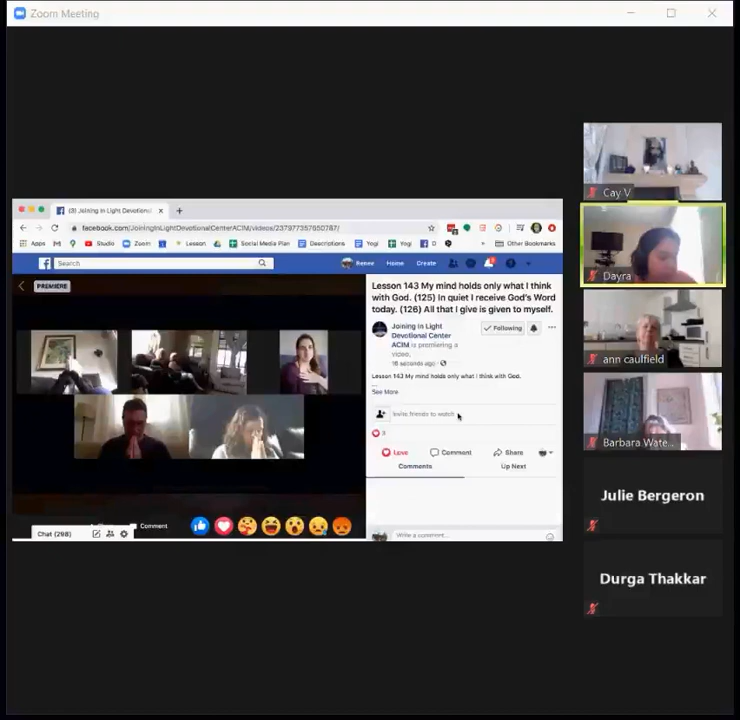 Zoom Meeting
(3) Joining In Light Devotional
facebook.com/JoiningInLightDevotionalCenterACIM/videos/237977357650787/
Apps
Studio
Zoom
Lesson
Social Media Plan
Descriptions
Yogi
Yogi
D
Other Bookmarks
Search
Renee
Home
Create
PREMIERE
Lesson 143 My mind holds only what I think
with God. (125) In quiet I receive God's Word
today. (126) All that I give is given to myself.
Joining In Light
Devotional Center
ACIM is premiering a
video.
16 seconds ago
Following
Lesson 143 My mind holds only what I think with God.
...
See More
Invite friends to watch
3
Love
Comment
Share
Comments
Up Next
Chat (298)
Comment
Write a comment...
Cay V
Dayra
ann caulfield
Barbara Wate...
Julie Bergeron
Durga Thakkar